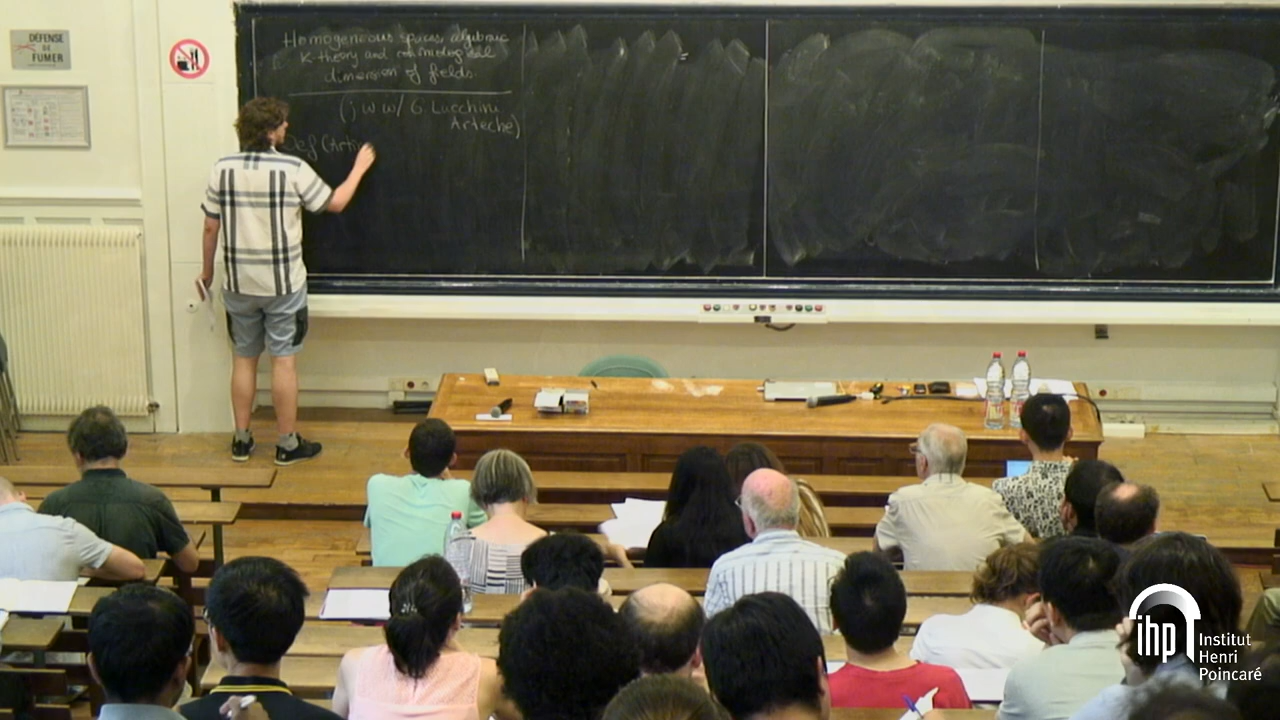 DÉFENSE
DE
FUMER
Homogeneous spaces, algebraic
K-theory and cohomological
dimension of fields.
(j w w/ G. Lucchini
Arteche)
Def (Artin
ihp
Institut
Henri
Poincaré